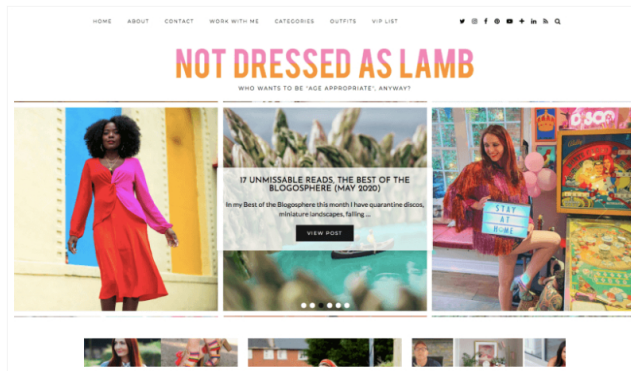 HOME ABOUT CONTACT WORK WITH ME CATEGORIES OUTFITS VIP LIST
NOT DRESSED AS LAMB
WHO WANTS TO BE "AGE APPROPRIATE", ANYWAY?
17 UNMISSABLE READS, THE BEST OF THE
BLOGOSPHERE (MAY 2020)
In my Best of the Blogosphere this month I have quarantine discos,
miniature landscapes, falling ...
VIEW POST
DISCO
STAY
AT
HOME